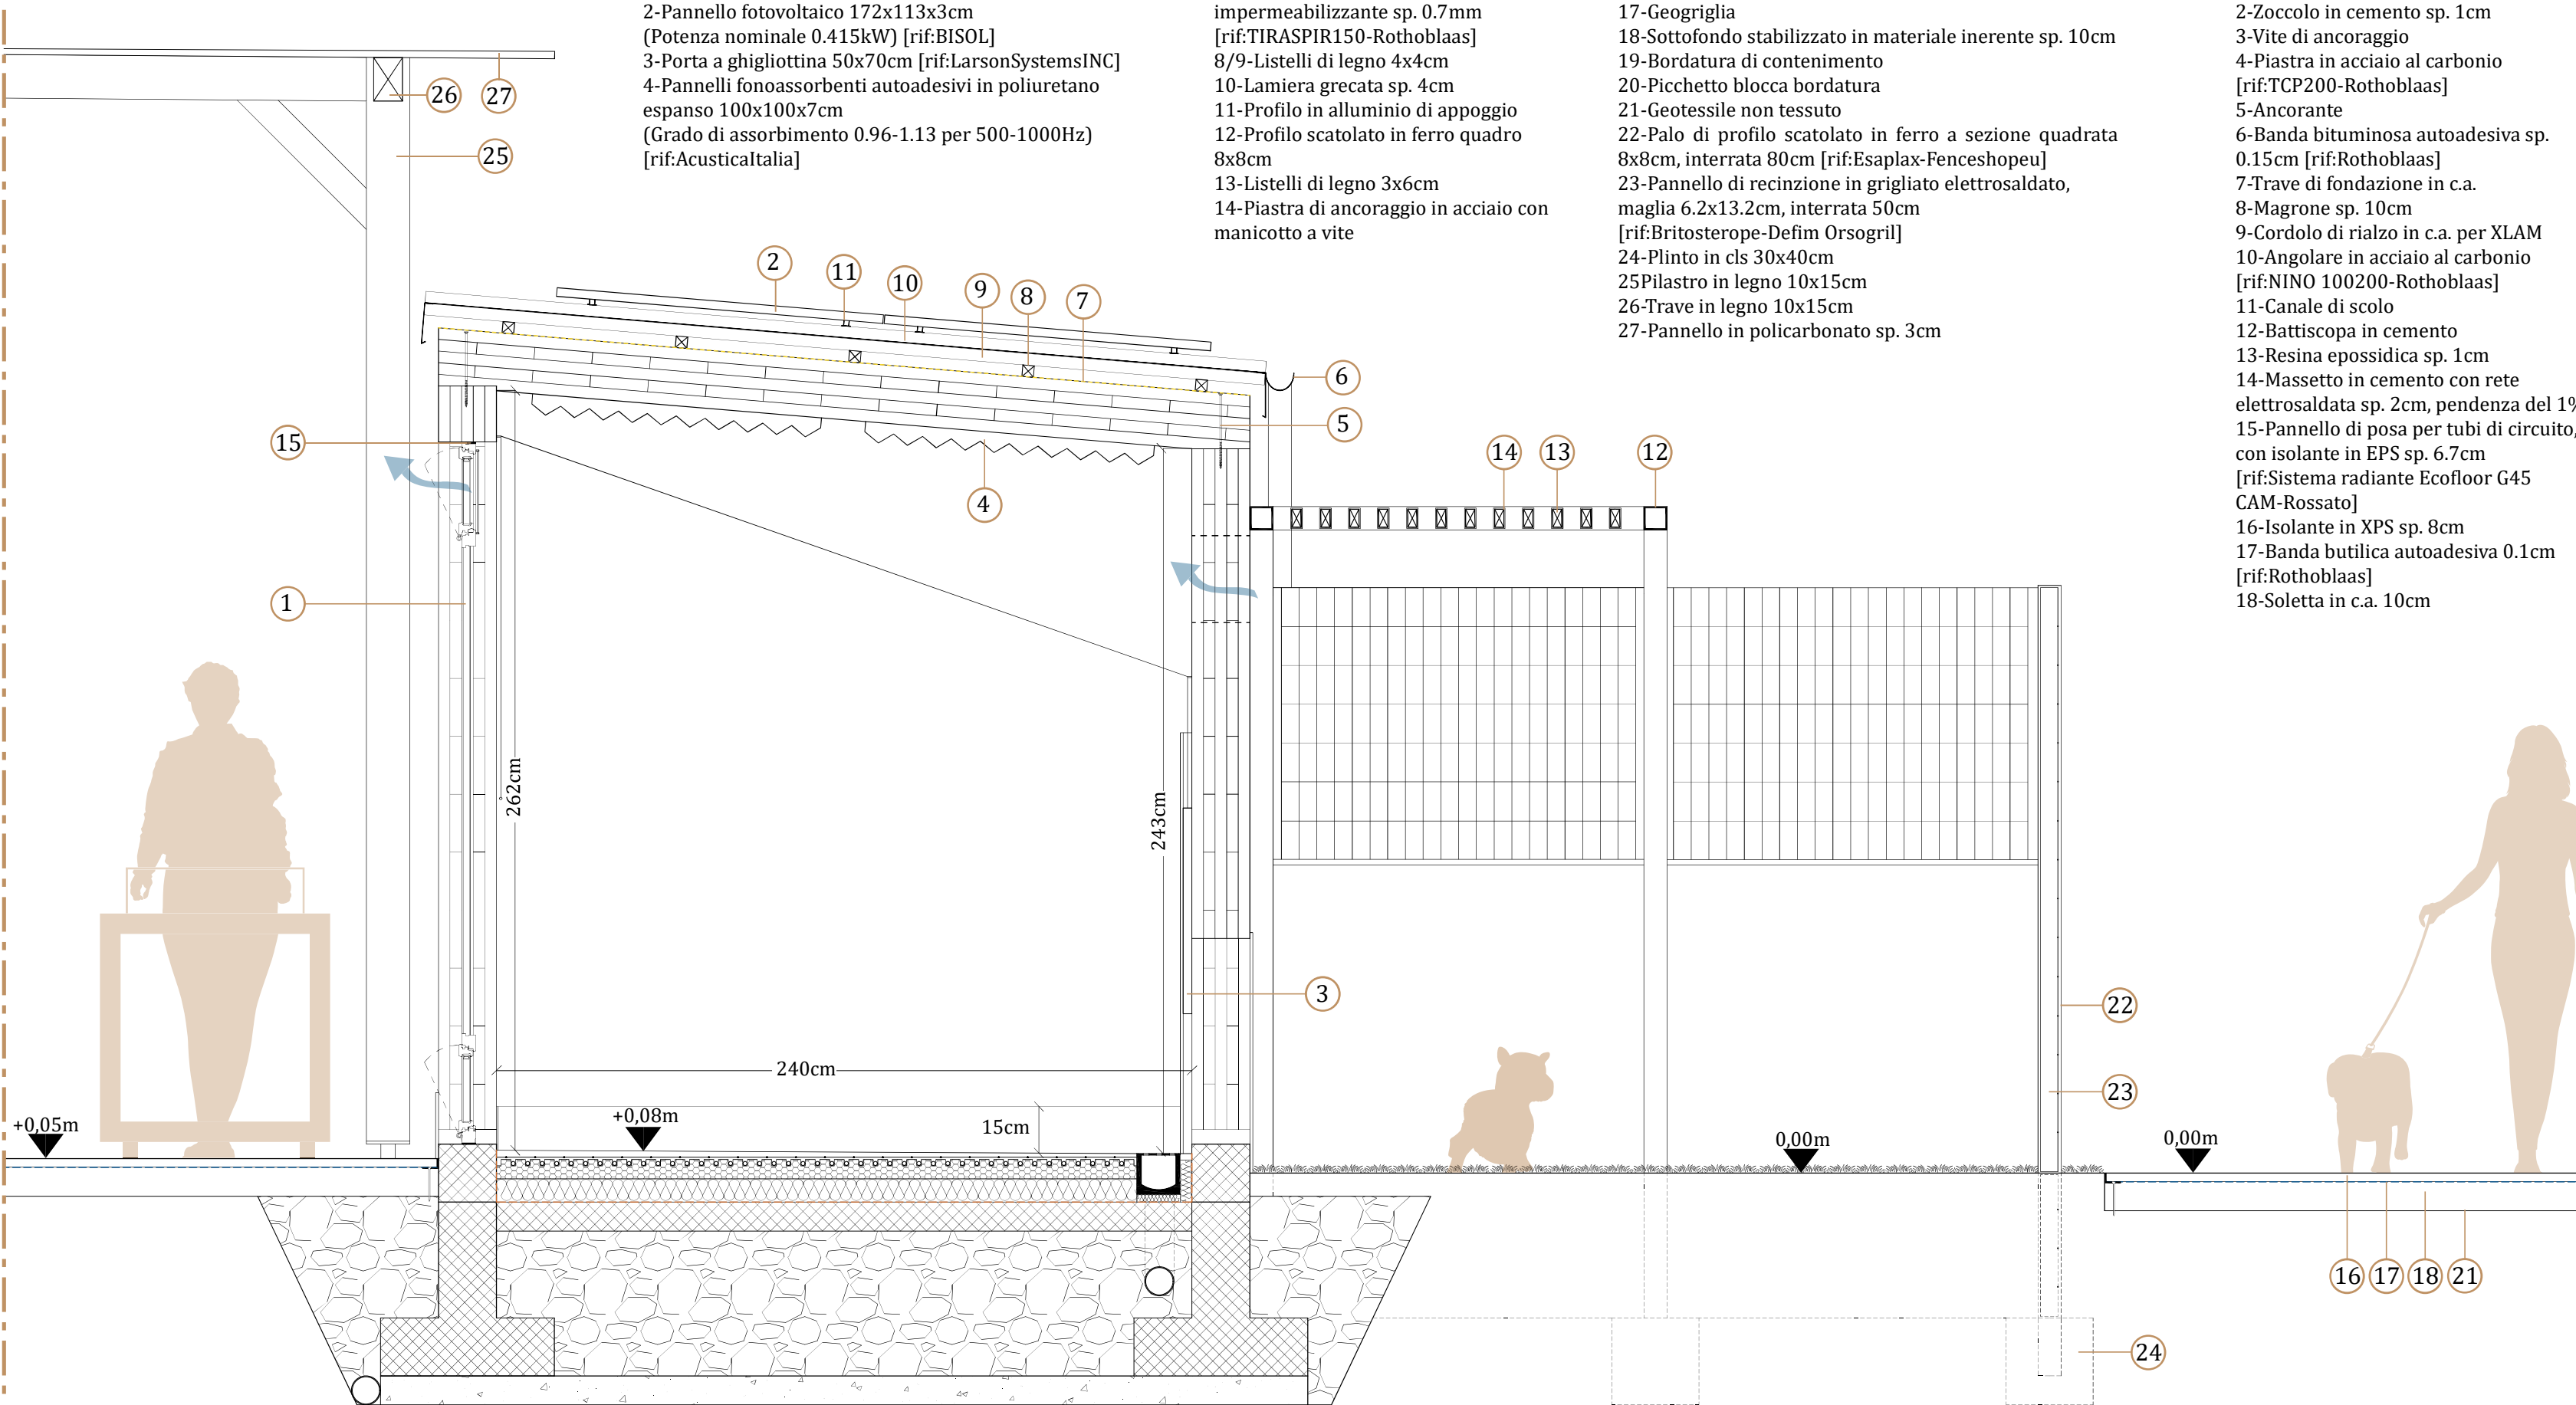 2-Pannello fotovoltaico 172x113x3cm
(Potenza nominale 0.415kW) [rif:BISOL]
3-Porta a ghigliottina 50x70cm [rif:LarsonSystemsINC]
4-Pannelli fonoassorbenti autoadesivi in poliuretano
espanso 100x100x7cm
(Grado di assorbimento 0.96-1.13 per 500-1000Hz)
[rif:AcusticaItalia]
impermeabilizzante sp. 0.7mm
[rif:TIRASPIR150-Rothoblaas]
8/9-Listelli di legno 4x4cm
10-Lamiera grecata sp. 4cm
11-Profilo in alluminio di appoggio
12-Profilo scatolato in ferro quadro
8x8cm
13-Listelli di legno 3x6cm
14-Piastra di ancoraggio in acciaio con
manicotto a vite
17-Geogriglia
18-Sottofondo stabilizzato in materiale inerente sp. 10cm
19-Bordatura di contenimento
20-Picchetto blocca bordatura
21-Geotessile non tessuto
22-Palo di profilo scatolato in ferro a sezione quadrata
8x8cm, interrata 80cm [rif:Esaplax-Fenceshopeu]
23-Pannello di recinzione in grigliato elettrosaldato,
maglia 6.2x13.2cm, interrata 50cm
[rif:Britosterope-Defim Orsogril]
24-Plinto in cls 30x40cm
25Pilastro in legno 10x15cm
26-Trave in legno 10x15cm
27-Pannello in policarbonato sp. 3cm
2-Zoccolo in cemento sp. 1cm
3-Vite di ancoraggio
4-Piastra in acciaio al carbonio
[rif:TCP200-Rothoblaas]
5-Ancorante
6-Banda bituminosa autoadesiva sp.
0.15cm [rif:Rothoblaas]
7-Trave di fondazione in c.a.
8-Magrone sp. 10cm
9-Cordolo di rialzo in c.a. per XLAM
10-Angolare in acciaio al carbonio
[rif:NINO 100200-Rothoblaas]
11-Canale di scolo
12-Battiscopa in cemento
13-Resina epossidica sp. 1cm
14-Massetto in cemento con rete
elettrosaldata sp. 2cm, pendenza del 1%
15-Pannello di posa per tubi di circuito,
con isolante in EPS sp. 6.7cm
[rif:Sistema radiante Ecofloor G45
CAM-Rossato]
16-Isolante in XPS sp. 8cm
17-Banda butilica autoadesiva 0.1cm
[rif:Rothoblaas]
18-Soletta in c.a. 10cm
26 27
25
2 11 10 9 8 7
6
15 5
14 13 12
4
1
262cm
243cm
3
22
240cm
23
+0,05m
+0,08m
15cm
0,00m
0,00m
16 17 18 21
24